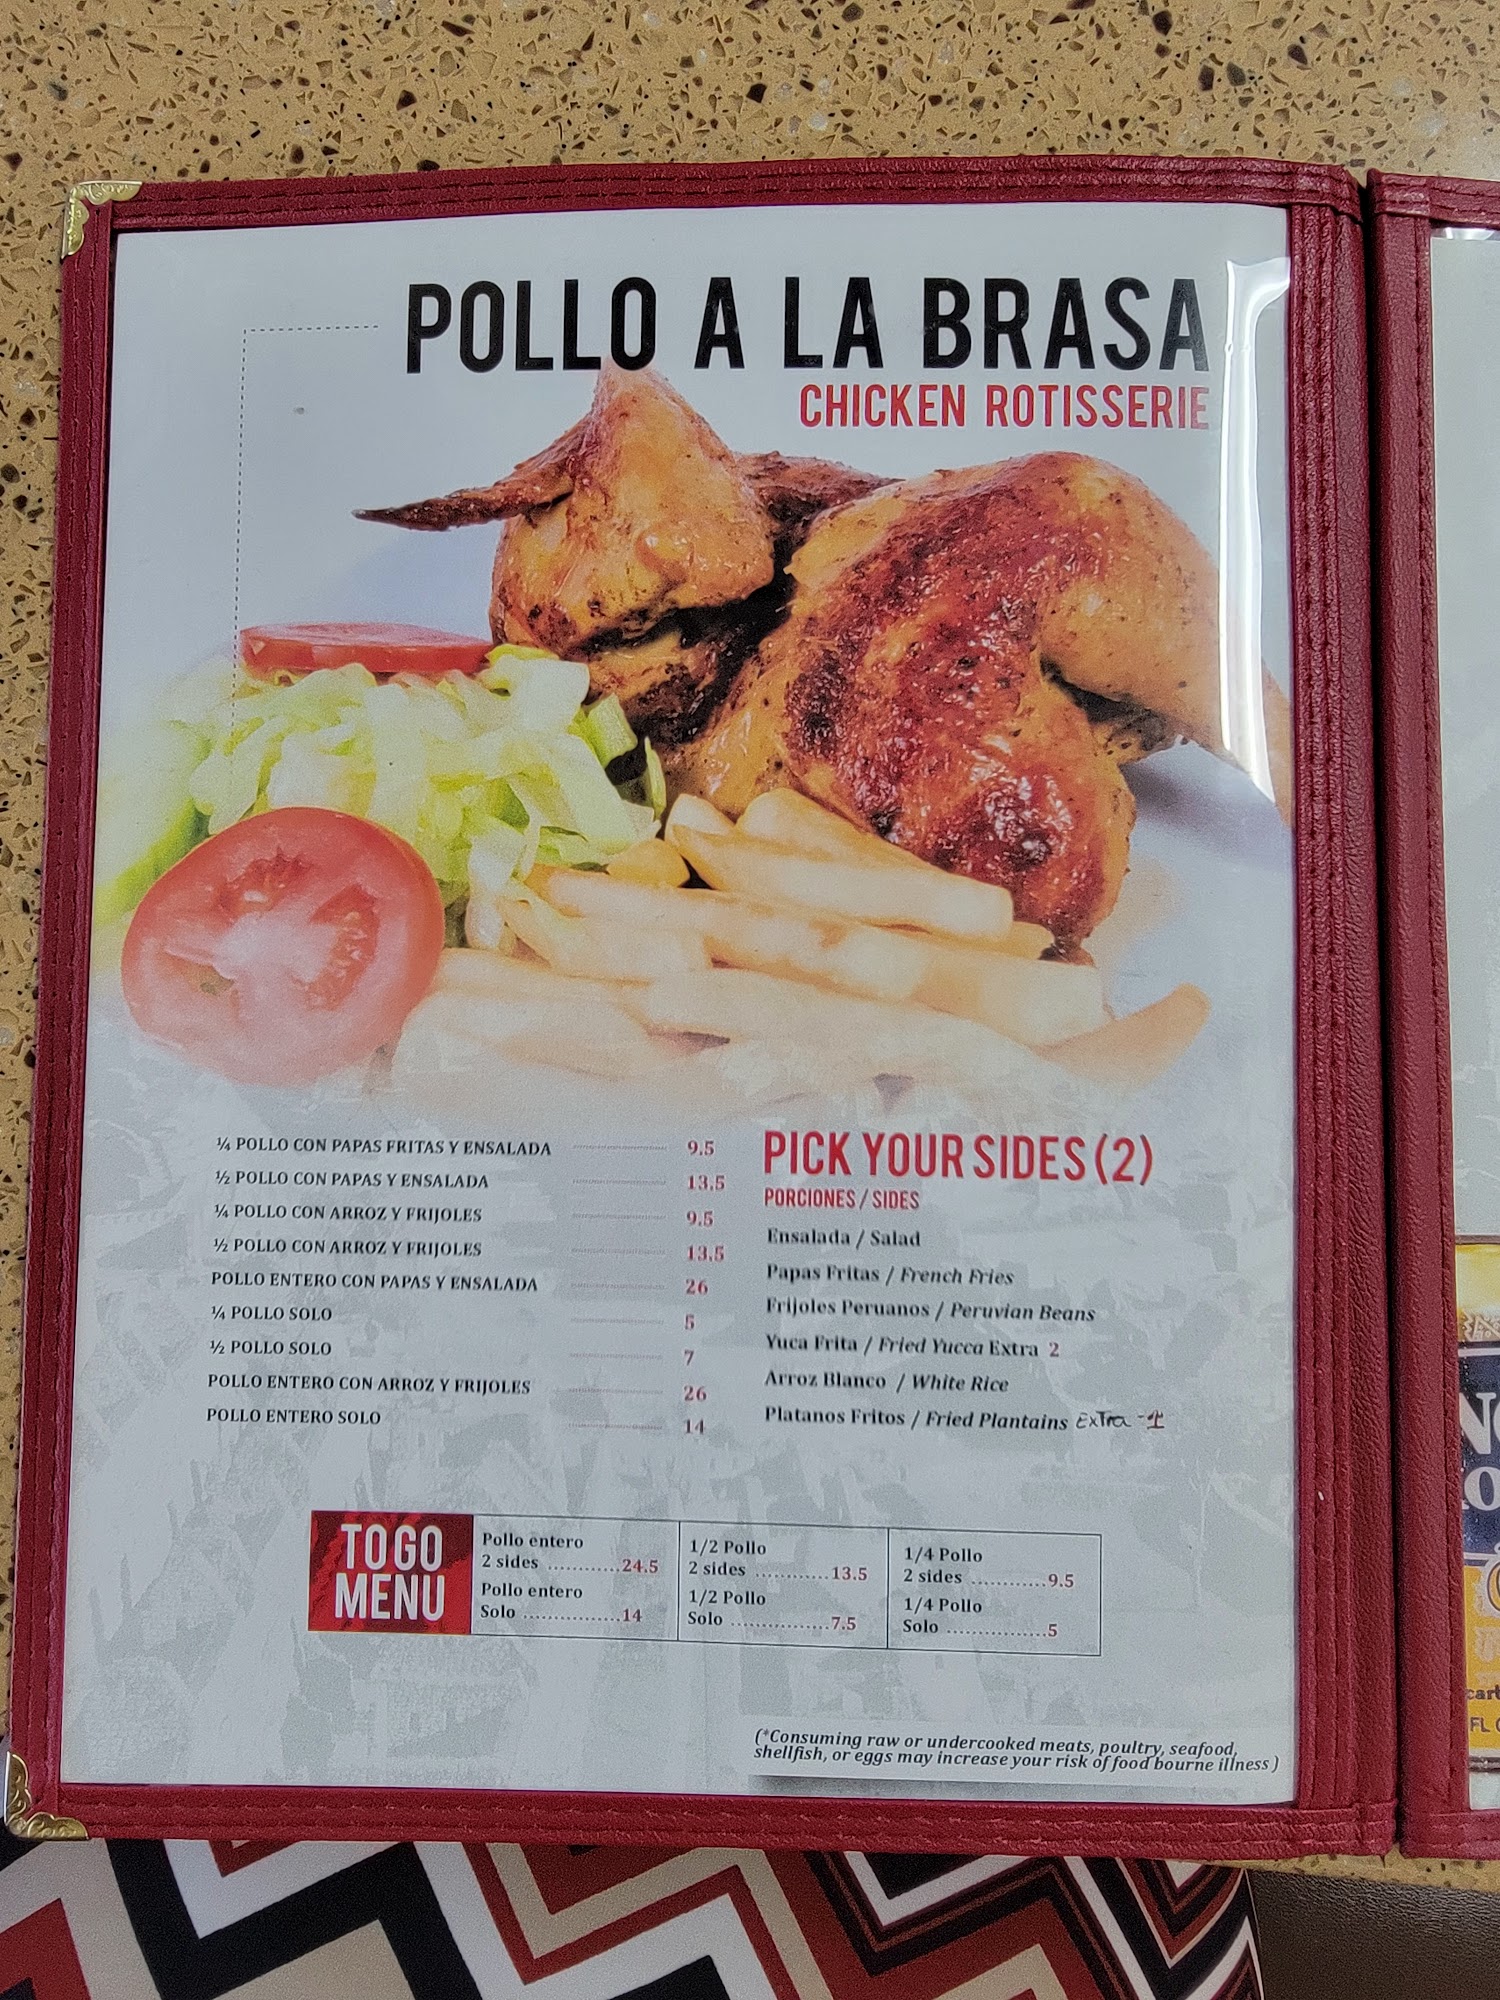 POLLO A LA BRASA
CHICKEN ROTISSERIE
¼ POLLO CON PAPAS FRITAS Y ENSALADA 9.5
½ POLLO CON PAPAS Y ENSALADA 13.5
¼ POLLO CON ARROZ Y FRIJOLES 9.5
½ POLLO CON ARROZ Y FRIJOLES 13.5
POLLO ENTERO CON PAPAS Y ENSALADA 26
¼ POLLO SOLO 5
½ POLLO SOLO 7
POLLO ENTERO CON ARROZ Y FRIJOLES 26
POLLO ENTERO SOLO 14
PICK YOUR SIDES (2)
PORCIONES / SIDES
Ensalada / Salad
Papas Fritas / French Fries
Frijoles Peruanos / Peruvian Beans
Yuca Frita / Fried Yucca Extra 2
Arroz Blanco / White Rice
Platanos Fritos / Fried Plantains Extra -1
TO GO
MENU
Pollo entero
2 sides ............24.5
Pollo entero
Solo ................14
1/2 Pollo
2 sides ............13.5
1/2 Pollo
Solo ................7.5
1/4 Pollo
2 sides ............9.5
1/4 Pollo
Solo ................5
(*Consuming raw or undercooked meats, poultry, seafood,
shellfish, or eggs may increase your risk of food bourne illness )